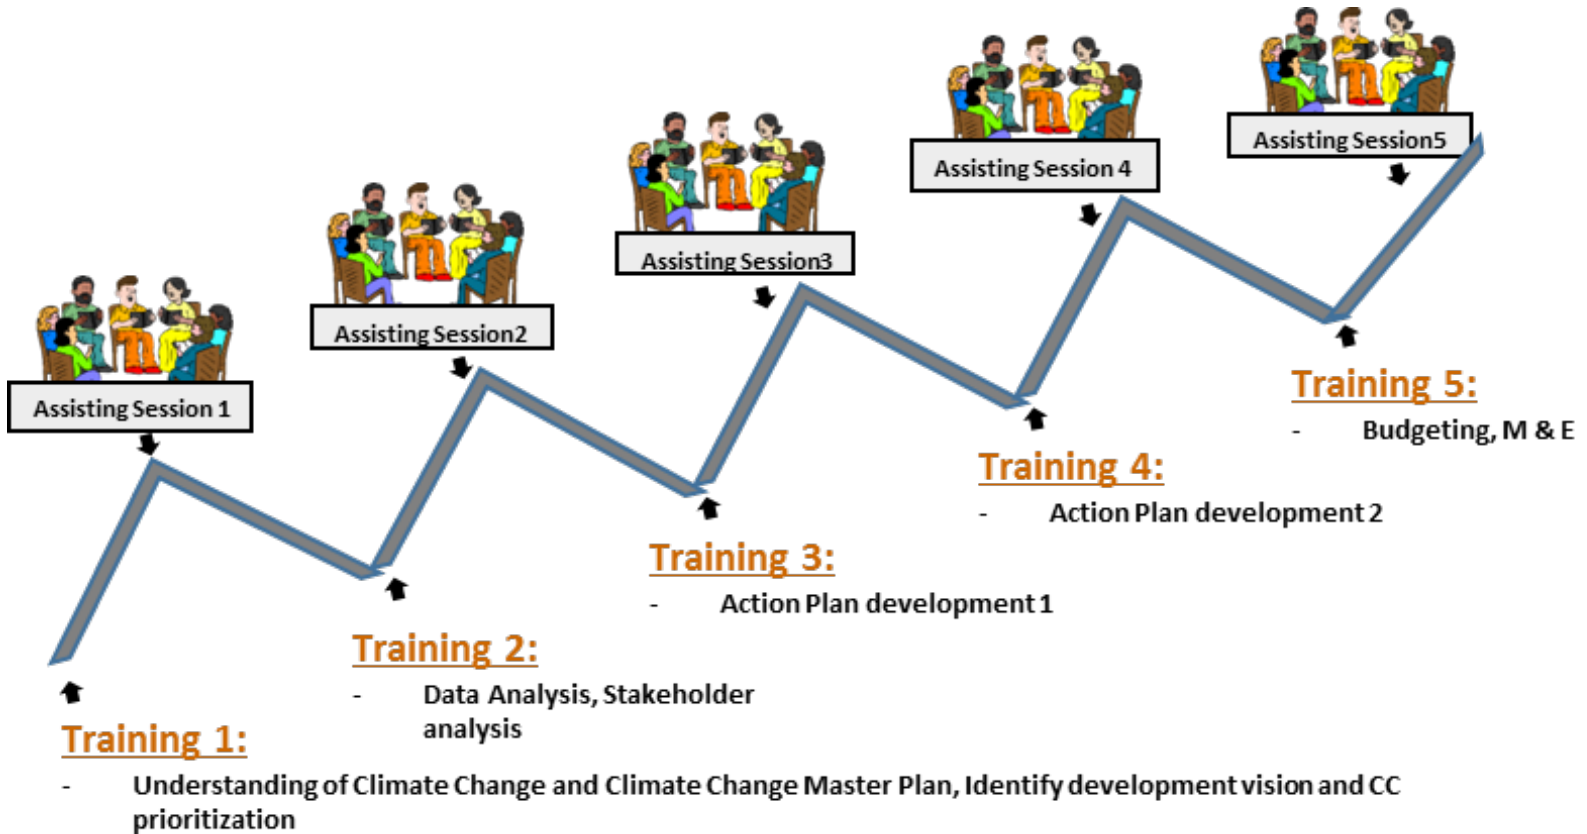 Assisting Session5
Assisting Session 4
Assisting Session3
Assisting Session2
Assisting Session 1
Training 5:
- Budgeting, M & E
Training 4:
- Action Plan development 2
Training 3:
- Action Plan development 1
Training 2:
- Data Analysis, Stakeholder
analysis
Training 1:
- Understanding of Climate Change and Climate Change Master Plan, Identify development vision and CC
prioritization